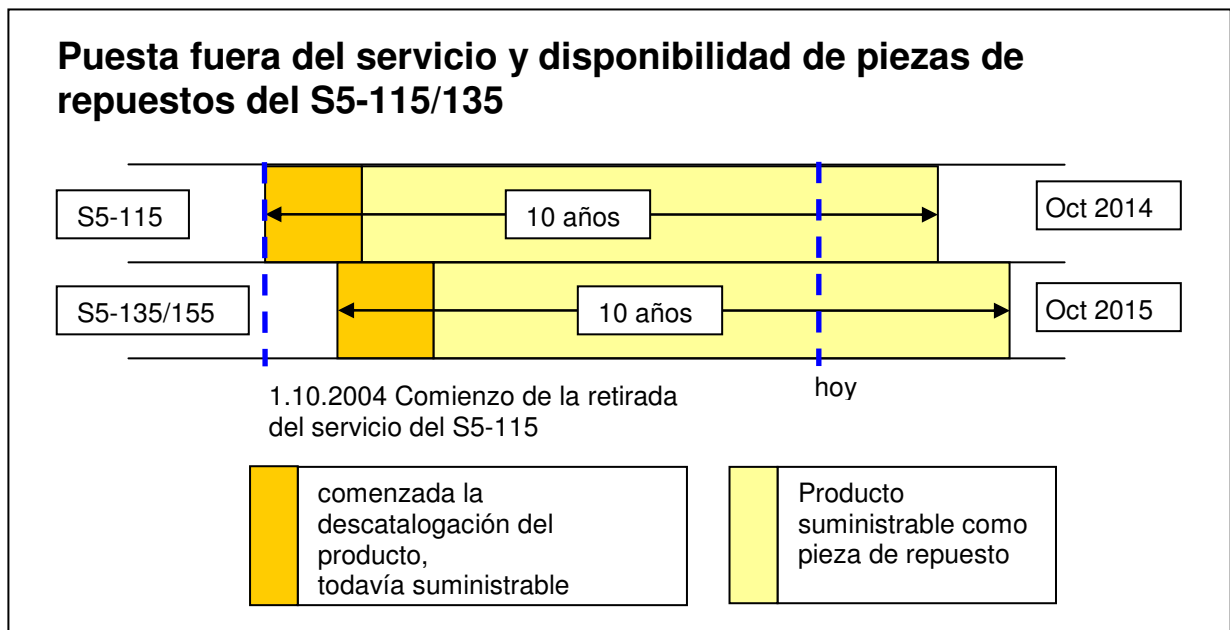 Puesta fuera del servicio y disponibilidad de piezas de
repuestos del S5-115/135
S5-115
10 años
Oct 2014
S5-135/155
10 años
Oct 2015
1.10.2004 Comienzo de la retirada
del servicio del S5-115
hoy
comenzada la
descatalogación del
producto,
todavía suministrable
Producto
suministrable como
pieza de repuesto